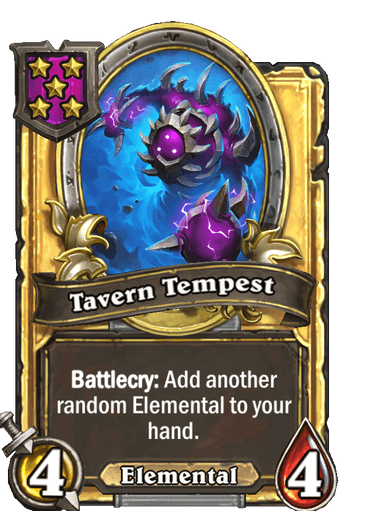 Tavern Tempest
Battlecry: Add another
random Elemental to your
hand.
4
Elemental
4